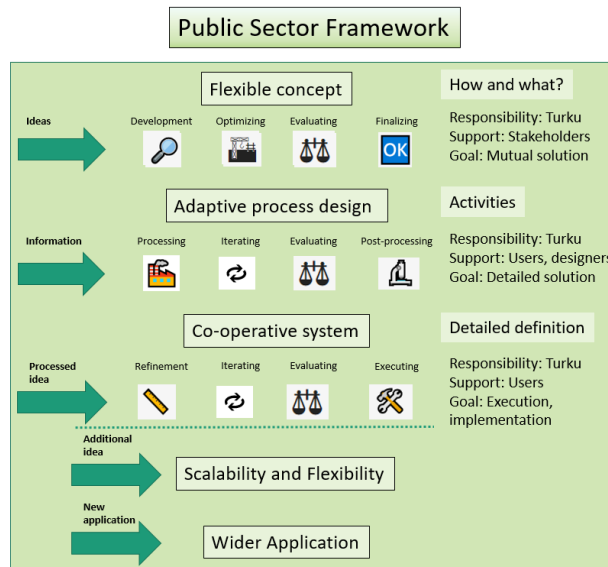 Public Sector Framework
Flexible concept
How and what?
Ideas
Development Optimizing Evaluating Finalizing
OK
Responsibility: Turku
Support: Stakeholders
Goal: Mutual solution
Adaptive process design
Activities
Information
Processing Iterating Evaluating Post-processing
Responsibility: Turku
Support: Users, designers
Goal: Detailed solution
Co-operative system
Detailed definition
Processed
idea
Refinement Iterating Evaluating Executing
Responsibility: Turku
Support: Users
Goal: Execution,
implementation
Additional
idea
Scalability and Flexibility
New
application
Wider Application